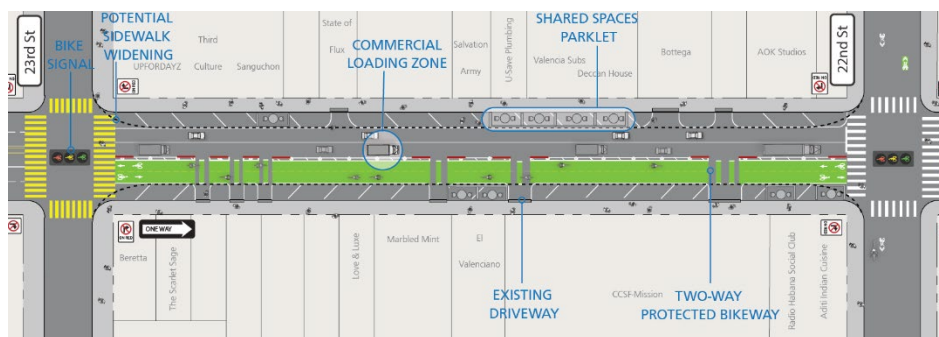 23rd St
BIKE
SIGNAL
POTENTIAL
SIDEWALK
WIDENING
UPFORDAYZ
Third
Culture
Sanguchon
State of
Flux
COMMERCIAL
LOADING ZONE
Salvation
Army
U-Save Plumbing
SHARED SPACES
PARKLET
Valencia Subs
Deccan House
Bottega
AOK Studios
22nd St
ONE WAY
Beretta
The Scarlet Sage
Love & Luxe
Marbled Mint
El
Valenciano
EXISTING
DRIVEWAY
CCSF-Mission
TWO-WAY
PROTECTED BIKEWAY
Radio Habana Social Club
Aditi Indian Cuisine